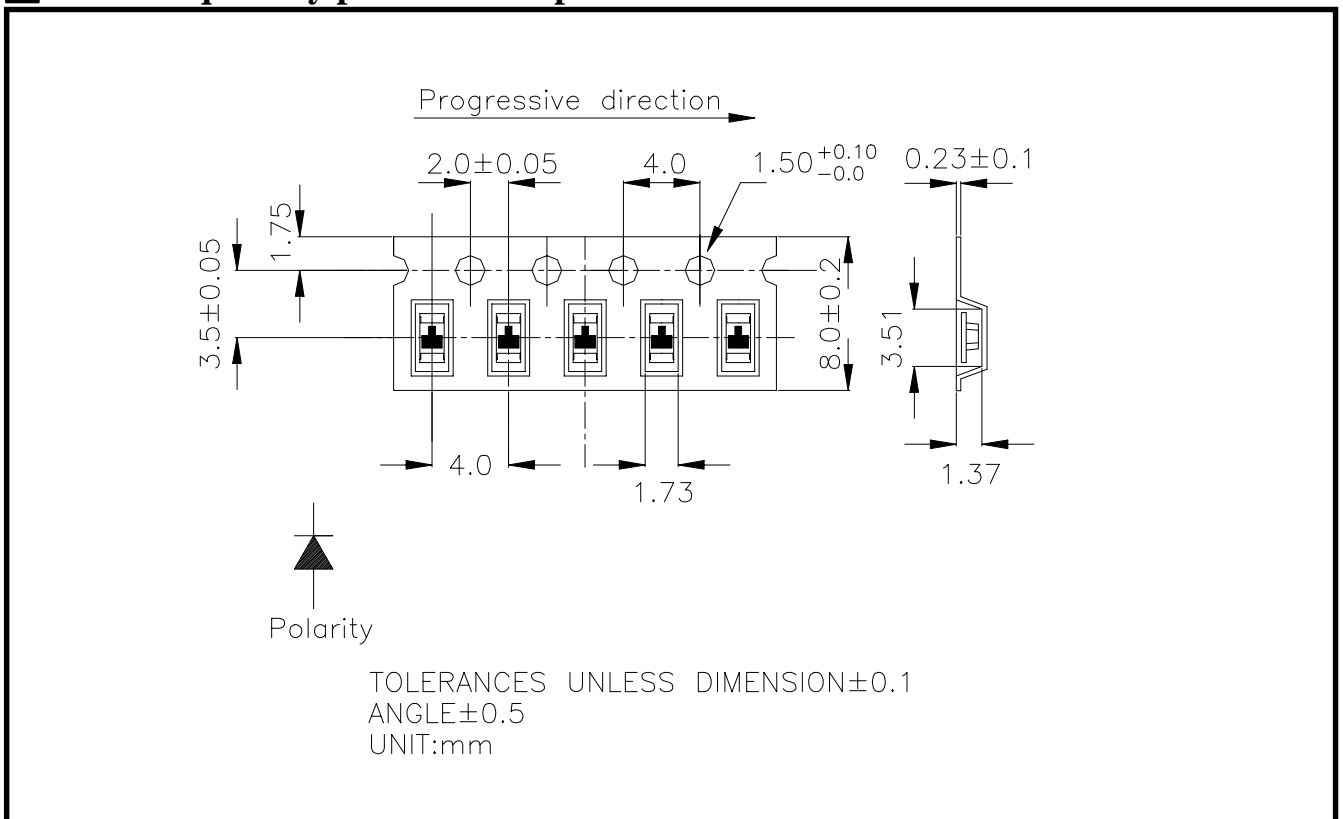 Progressive direction
2.0±0.05
4.0
1.50+0.10 -0.0
0.23±0.1
1.75
3.5±0.05
8.0±0.2
3.51
4.0
1.73
1.37
Polarity
TOLERANCES UNLESS DIMENSION±0.1
ANGLE±0.5
UNIT:mm